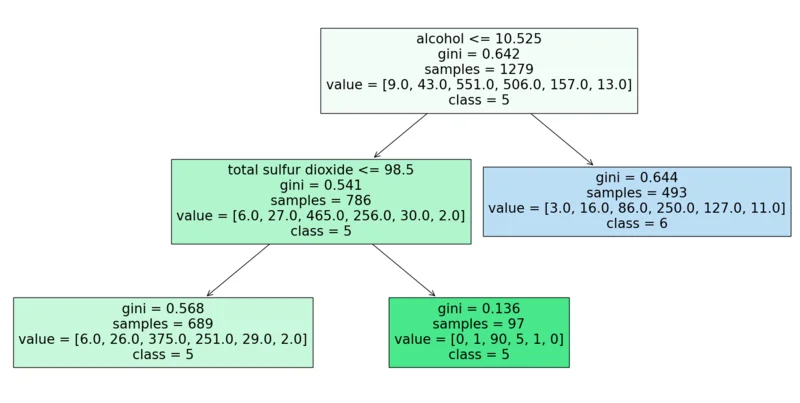 alcohol <= 10.525
gini = 0.642
samples = 1279
value = [9.0, 43.0, 551.0, 506.0, 157.0, 13.0]
class = 5
total sulfur dioxide <= 98.5
gini = 0.541
samples = 786
value = [6.0, 27.0, 465.0, 256.0, 30.0, 2.0]
class = 5
gini = 0.644
samples = 493
value = [3.0, 16.0, 86.0, 250.0, 127.0, 11.0]
class = 6
gini = 0.568
samples = 689
value = [6.0, 26.0, 375.0, 251.0, 29.0, 2.0]
class = 5
gini = 0.136
samples = 97
value = [0, 1, 90, 5, 1, 0]
class = 5